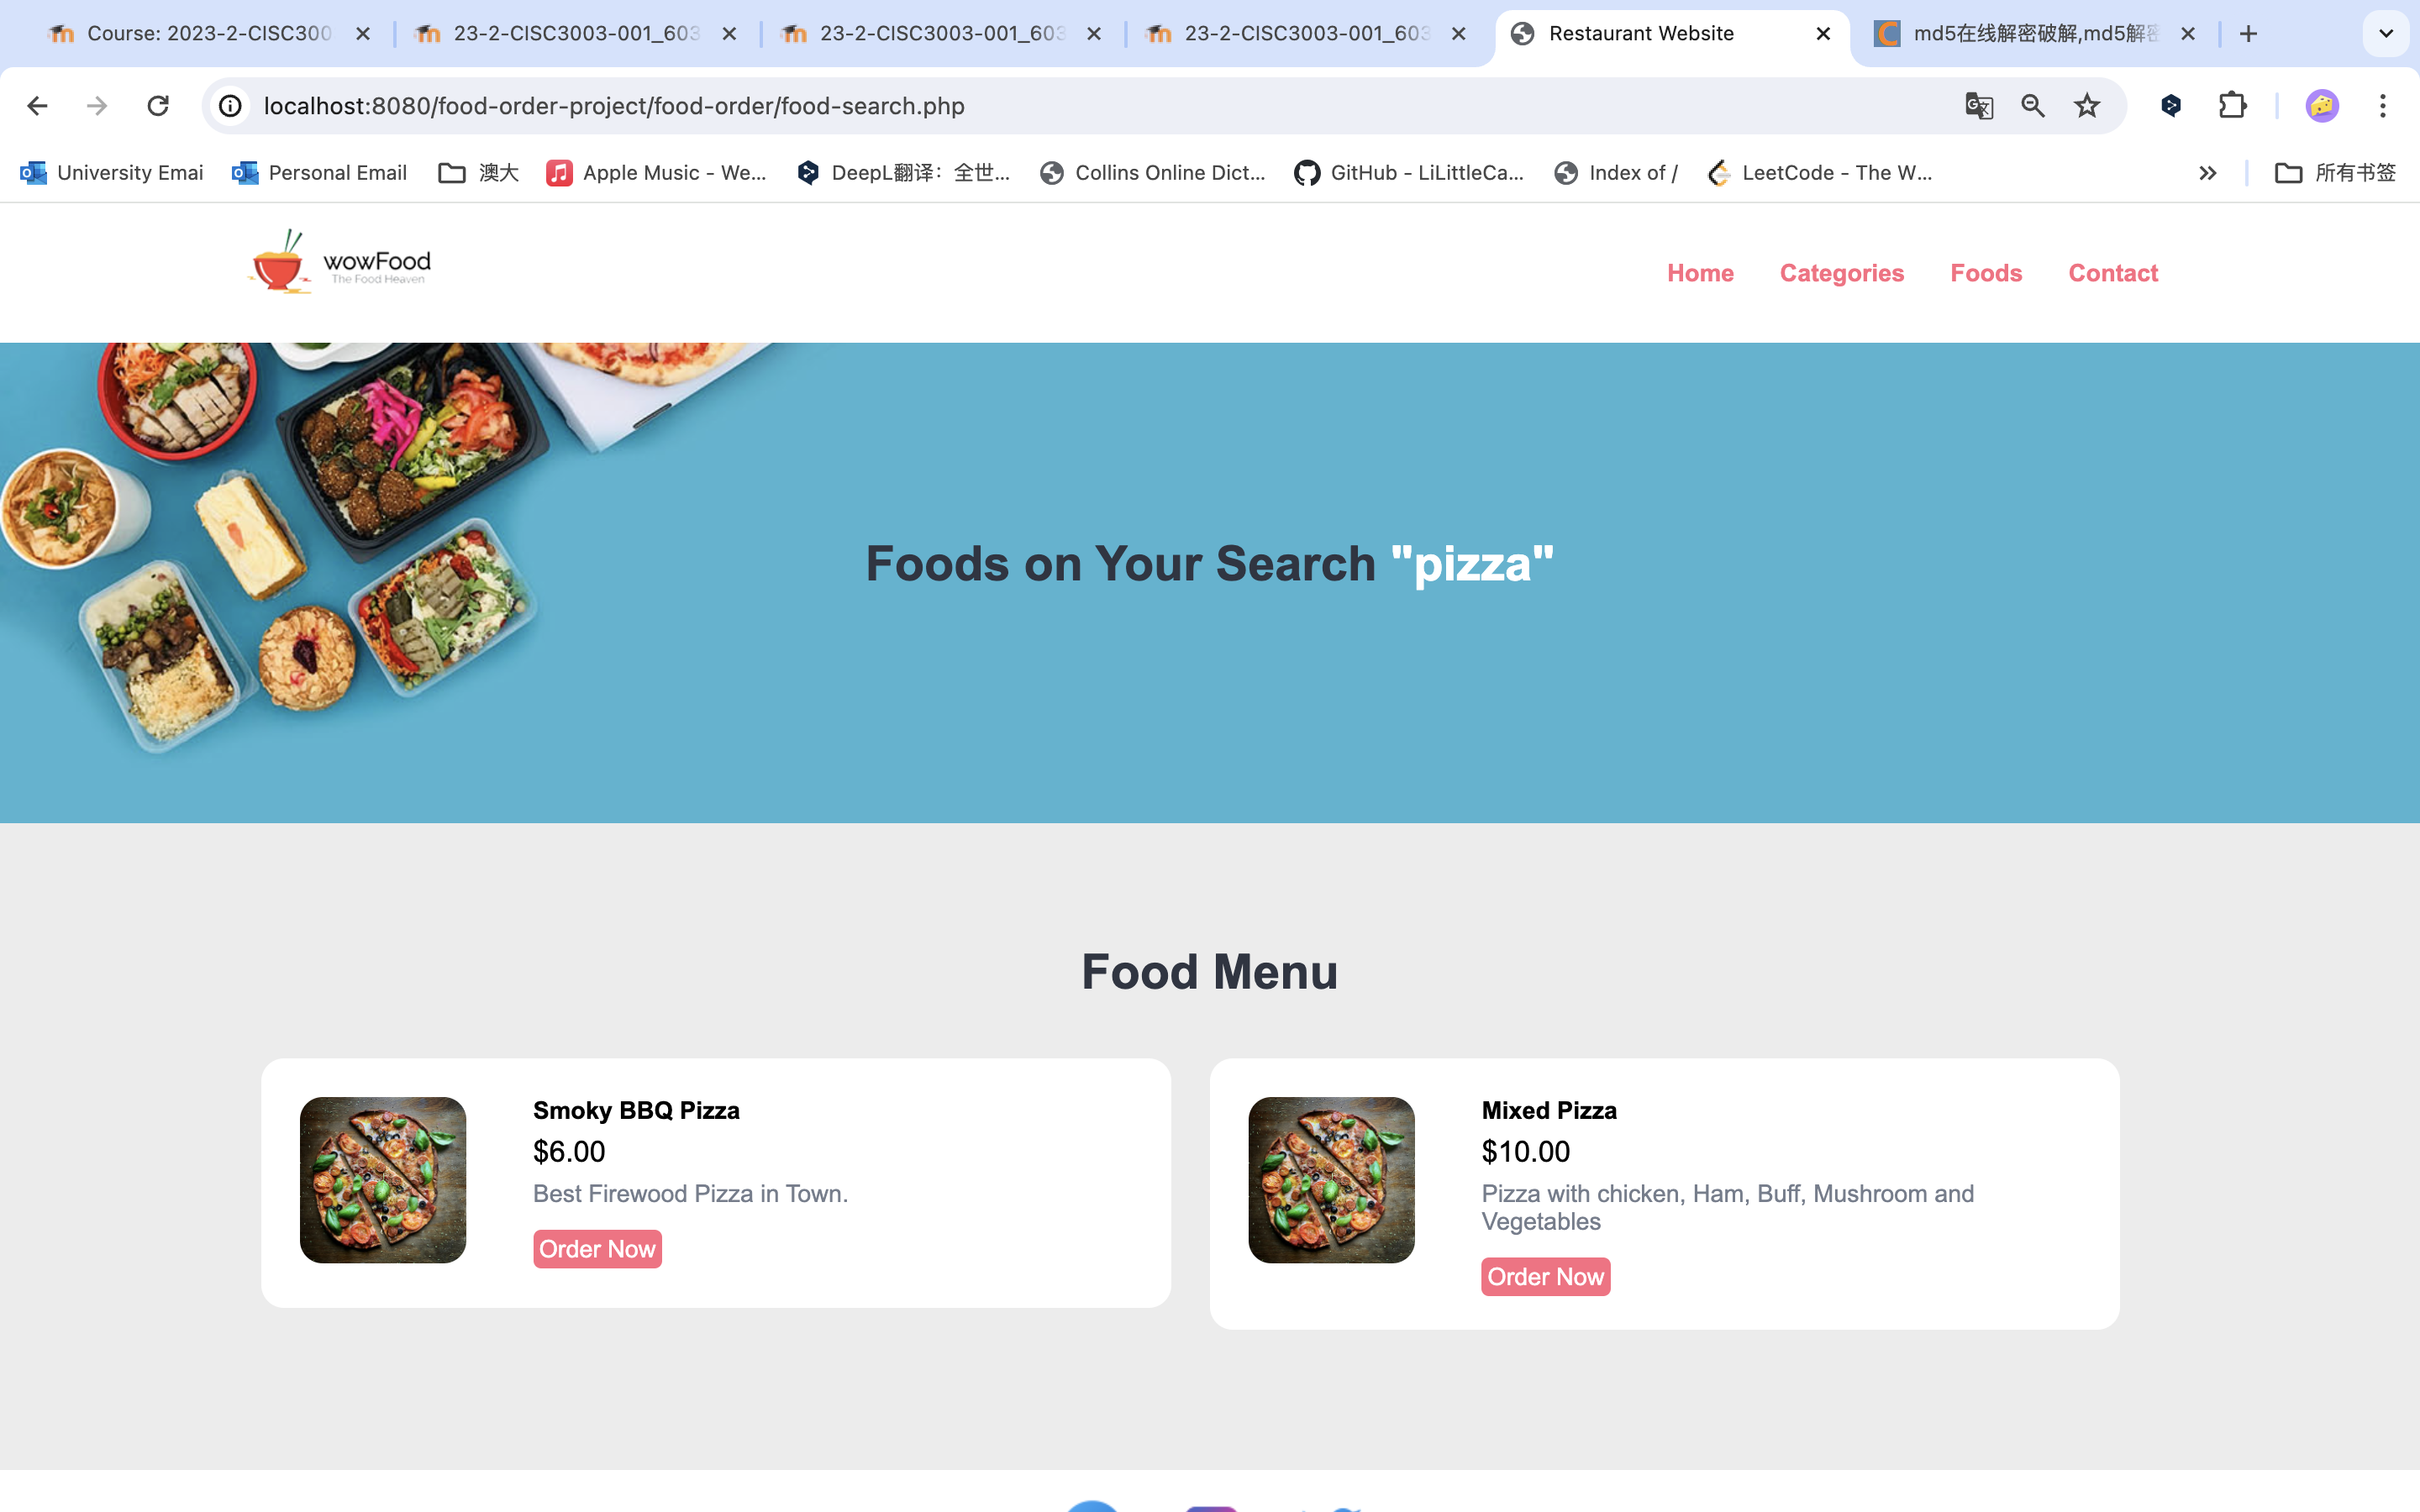 Course: 2023-2-CISC300
23-2-CISC3003-001_603
23-2-CISC3003-001_603
23-2-CISC3003-001_603
Restaurant Website
md5在线解密破解,md5解密
localhost:8080/food-order-project/food-order/food-search.php
University Emai
Personal Email
澳大
Apple Music - We...
DeepL翻译：全世...
Collins Online Dict...
GitHub - LiLittleCa...
Index of /
LeetCode - The W...
所有书签
wowFood
The Food Heaven
Home
Categories
Foods
Contact
Foods on Your Search "pizza"
Food Menu
Smoky BBQ Pizza
$6.00
Best Firewood Pizza in Town.
Order Now
Mixed Pizza
$10.00
Pizza with chicken, Ham, Buff, Mushroom and
Vegetables
Order Now